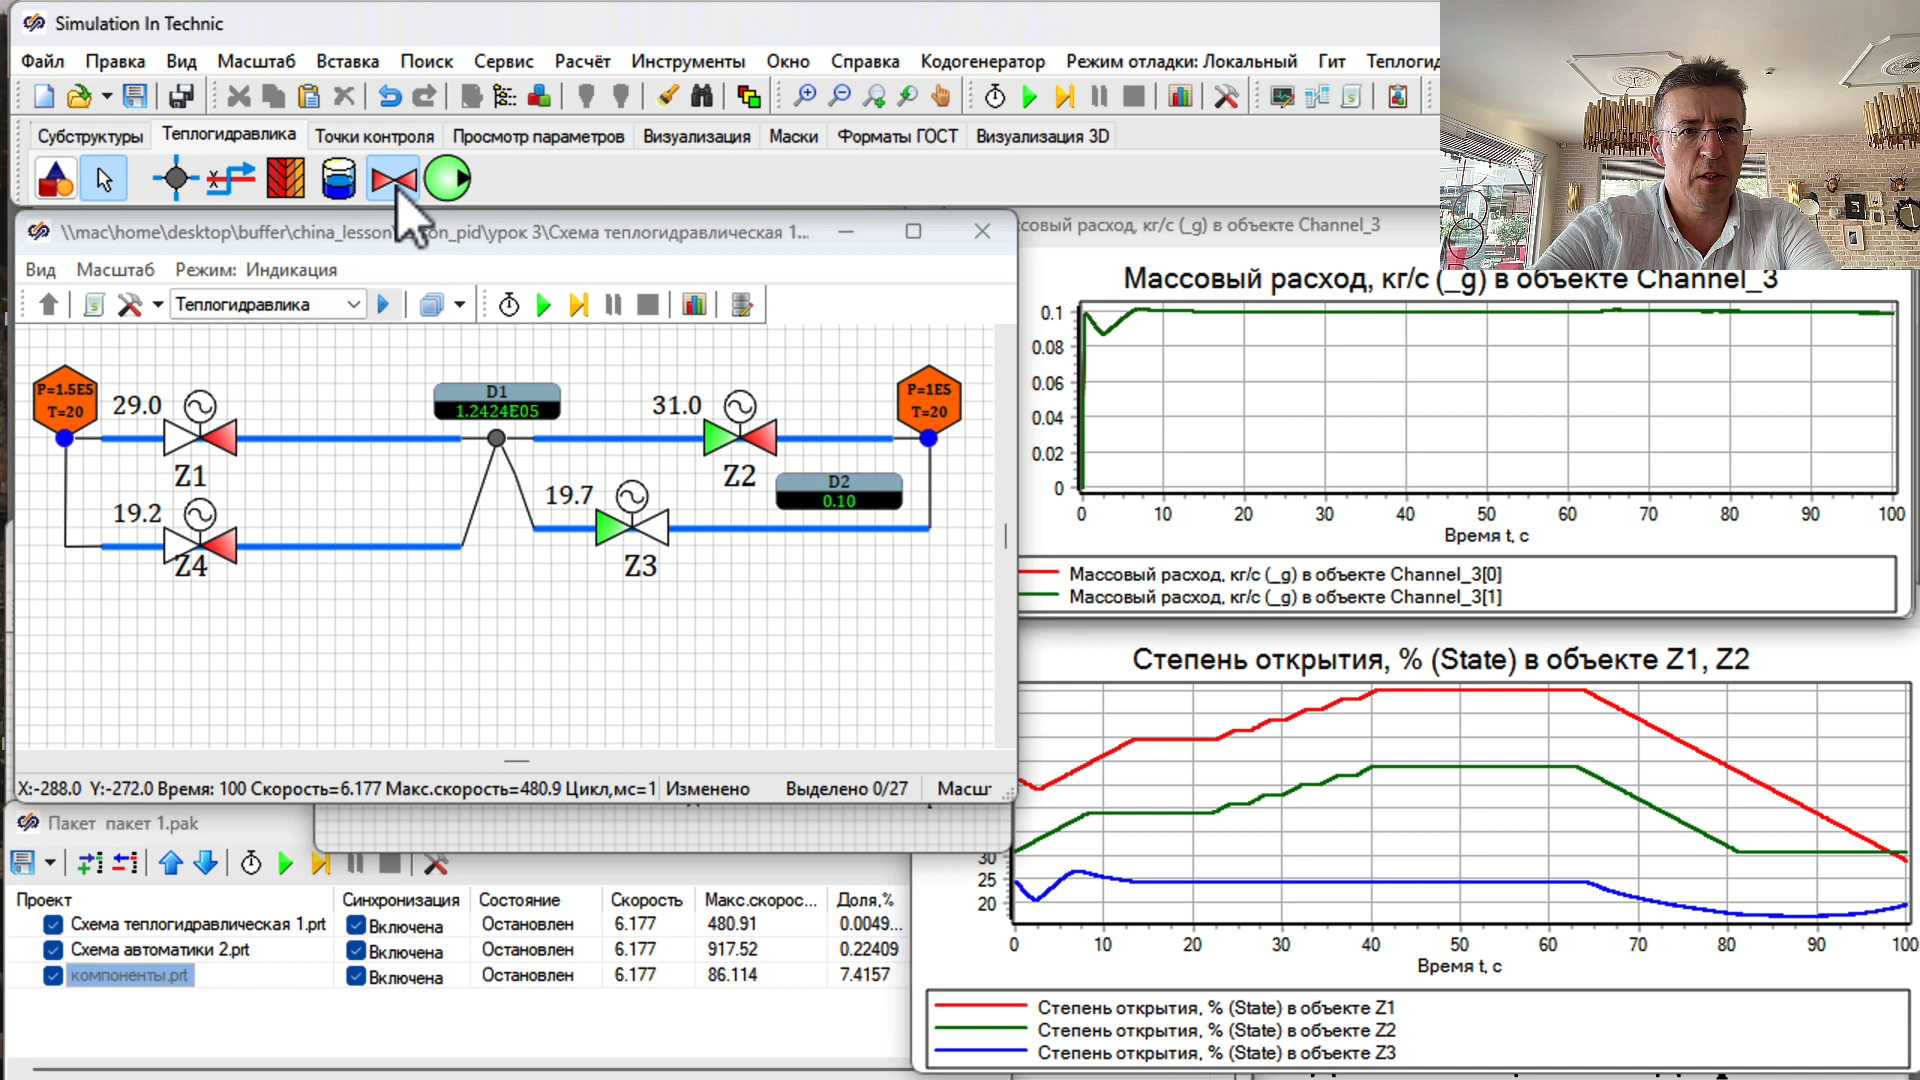 Simulation In Technic
Файл Правка Вид Масштаб Вставка Поиск Сервис Расчёт Инструменты Окно Справка Кодогенератор Режим отладки: Локальный Гит
Субструктуры Теплогидравлика Точки контроля Просмотр параметров Визуализация Маски Форматы ГОСТ Визуализация 3D
\\mac\home\desktop\buffer\china_lesson
_pid\урок 3\Схема теплогидравлическая 1...
Вид Масштаб Режим: Индикация
Теплогидравлика
P=1.5E5
T=20
29.0
D1
1.2424E05
31.0
P=1E5
T=20
Z1
Z2
19.2
19.7
D2
0.10
Z4
Z3
X:-288.0 Y:-272.0 Время: 100 Скорость=6.177 Макс.скорость=480.9 Цикл,мс=1 Изменено Выделено 0/27
расход, кг/с (_g) в объекте Channel_3
Массовый расход, кг/с (_g) в объекте Channel_3
0.1
0.08
0.06
0.04
0.02
0
0 10 20 30 40 50 60 70 80 90 100
Время t, с
Массовый расход, кг/с (_g) в объекте Channel_3[0]
Массовый расход, кг/с (_g) в объекте Channel_3[1]
Степень открытия, % (State) в объекте Z1, Z2
30
25
20
0 10 20 30 40 50 60 70 80 90 100
Время t, с
Степень открытия, % (State) в объекте Z1
Степень открытия, % (State) в объекте Z2
Степень открытия, % (State) в объекте Z3
Пакет пакет 1.pak
Проект Синхронизация Состояние Скорость Макс.скорос... Доля,%
Схема теплогидравлическая 1.prt Включена Остановлен 6.177 480.91 0.0049...
Схема автоматики 2.prt Включена Остановлен 6.177 917.52 0.22409
компоненты.prt Включена Остановлен 6.177 86.114 7.4157